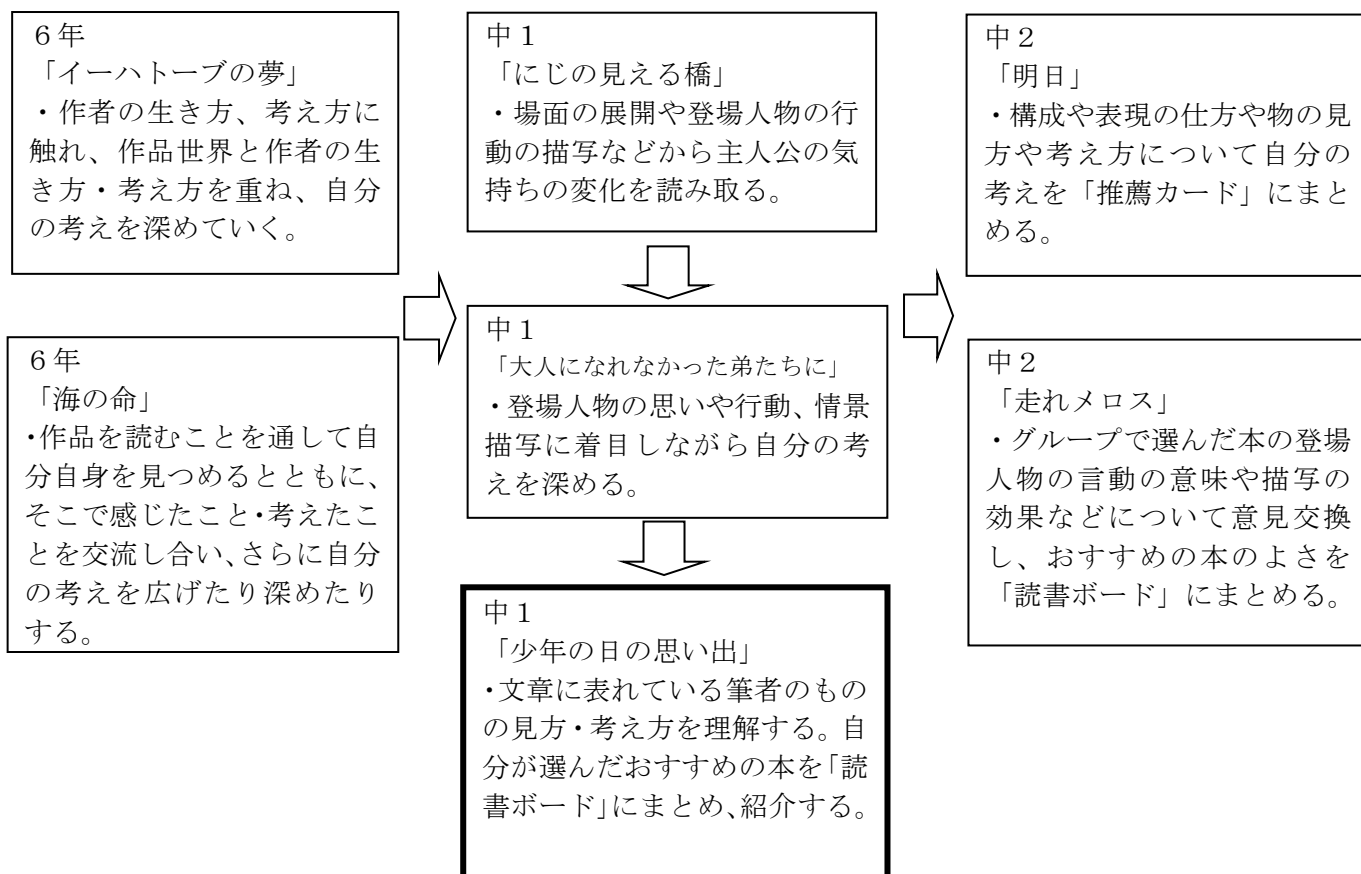 ６年
「イーハトーブの夢」
・作者の生き方、考え方に
触れ、作品世界と作者の生
き方・考え方を重ね、自分
の考えを深めていく。
６年
「海の命」
・作品を読むことを通して自
分自身を見つめるとともに、
そこで感じたこと・考えたこ
とを交流し合い、さらに自分
の考えを広げたり深めたり
する。
中１
「にじの見える橋」
・場面の展開や登場人物の行
動の描写などから主人公の気
持ちの変化を読み取る。
中１
「大人になれなかった弟たちに」
・登場人物の思いや行動、情景
描写に着目しながら自分の考
えを深める。
中１
「少年の日の思い出」
・文章に表れている筆者のもの
の見方・考え方を理解する。自
分が選んだおすすめの本を「読
書ボード」にまとめ、紹介する。
中２
「明日」
・構成や表現の仕方や物の見
方や考え方について自分の
考えを「推薦カード」にまと
める。
中２
「走れメロス」
・グループで選んだ本の登場
人物の言動の意味や描写の
効果などについて意見交換
し、おすすめの本のよさを
「読書ボード」にまとめる。